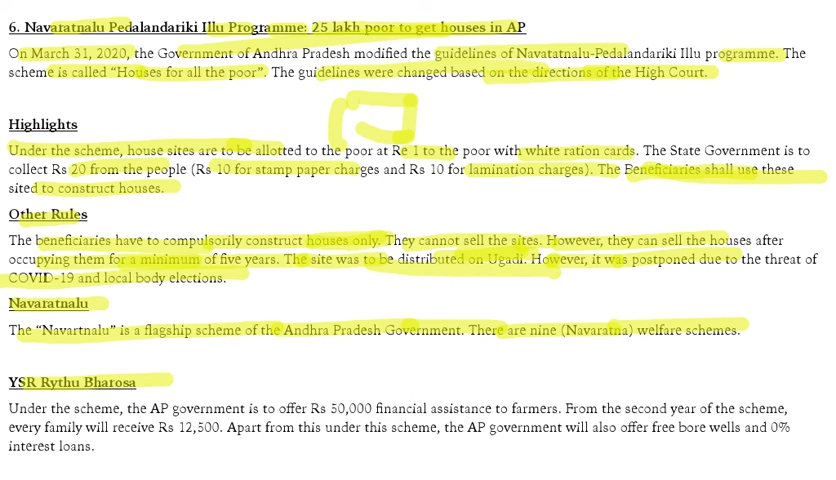 6. Navaratnalu Pedalandariki Illu Programme: 25 lakh poor to get houses in AP
On March 31, 2020, the Government of Andhra Pradesh modified the guidelines of Navatatnalu-Pedalandariki Illu programme. The
scheme is called “Houses for all the poor”. The guidelines were changed based on the directions of the High Court.
Highlights
Under the scheme, house sites are to be allotted to the poor at Re 1 to the poor with white ration cards. The State Government is to
collect Rs 20 from the people (Rs 10 for stamp paper charges and Rs 10 for lamination charges). The Beneficiaries shall use these
sited to construct houses.
Other Rules
The beneficiaries have to compulsorily construct houses only. They cannot sell the sites. However, they can sell the houses after
occupying them for a minimum of five years. The site was to be distributed on Ugadi. However, it was postponed due to the threat of
COVID-19 and local body elections.
Navaratnalu
The “Navartnalu” is a flagship scheme of the Andhra Pradesh Government. There are nine (Navaratna) welfare schemes.
YSR Rythu Bharosa
Under the scheme, the AP government is to offer Rs 50,000 financial assistance to farmers. From the second year of the scheme,
every family will receive Rs 12,500. Apart from this under this scheme, the AP government will also offer free bore wells and 0%
interest loans.